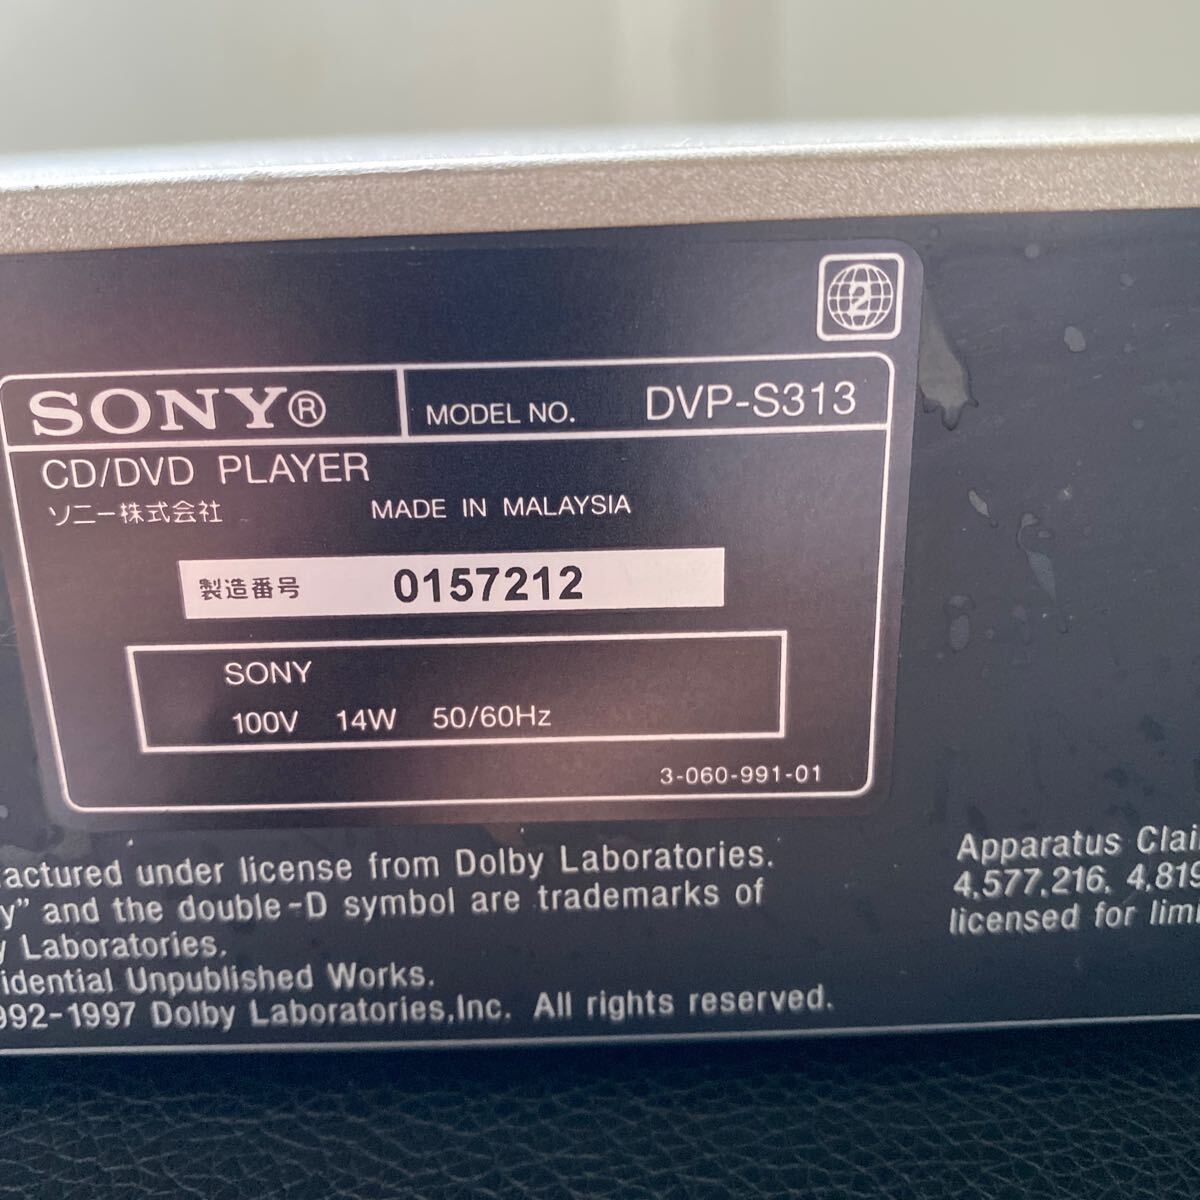 2
SONY® MODEL NO. DVP-S313
CD/DVD PLAYER
ソニー株式会社 MADE IN MALAYSIA
製造番号 0157212
SONY
100V 14W 50/60Hz
3-060-991-01
actured under license from Dolby Laboratories.
y" and the double-D symbol are trademarks of
y Laboratories.
idential Unpublished Works.
992-1997 Dolby Laboratories,Inc. All rights reserved.
Apparatus Clai
4,577,216, 4,819
licensed for lim